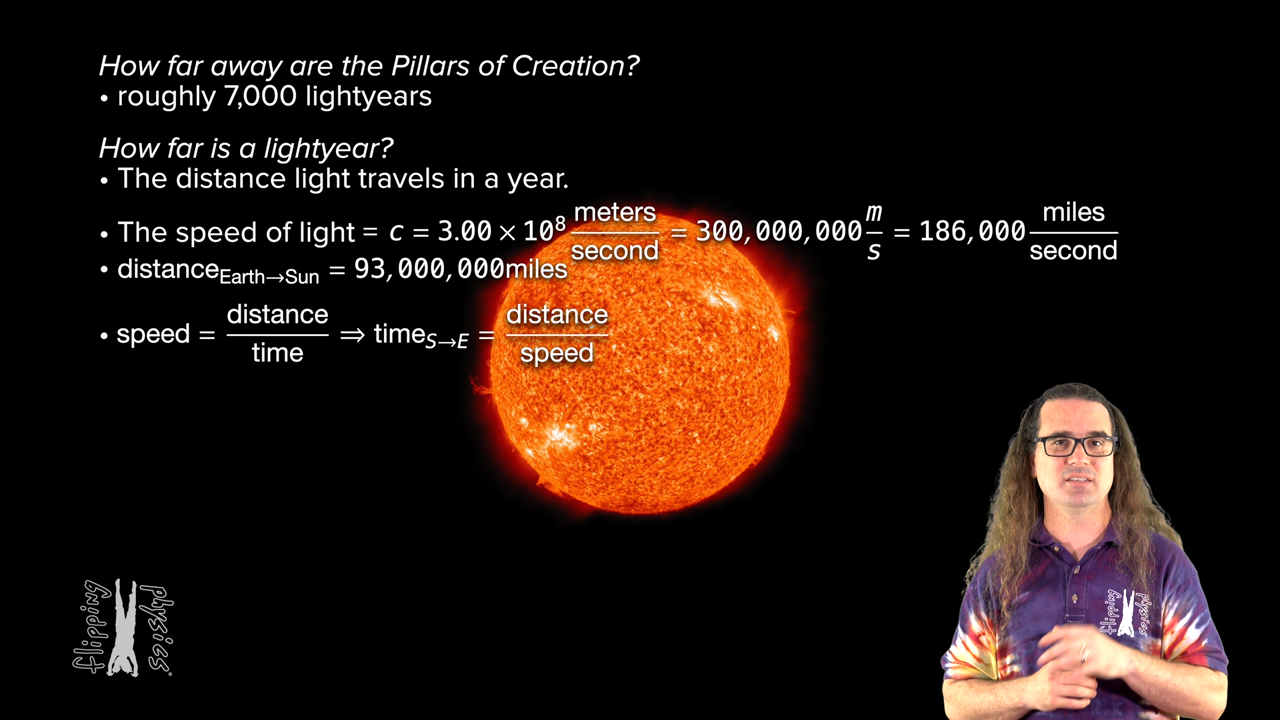 How far away are the Pillars of Creation?
• roughly 7,000 lightyears
How far is a lightyear?
• The distance light travels in a year.
• The speed of light = c = 3.00 × 10⁸ meters/second = 300,000,000 m/s = 186,000 miles/second
• distance_Earth→Sun = 93,000,000miles
• speed = distance/time ⇒ time_S→E = distance/speed
flipping physics
flipping physics